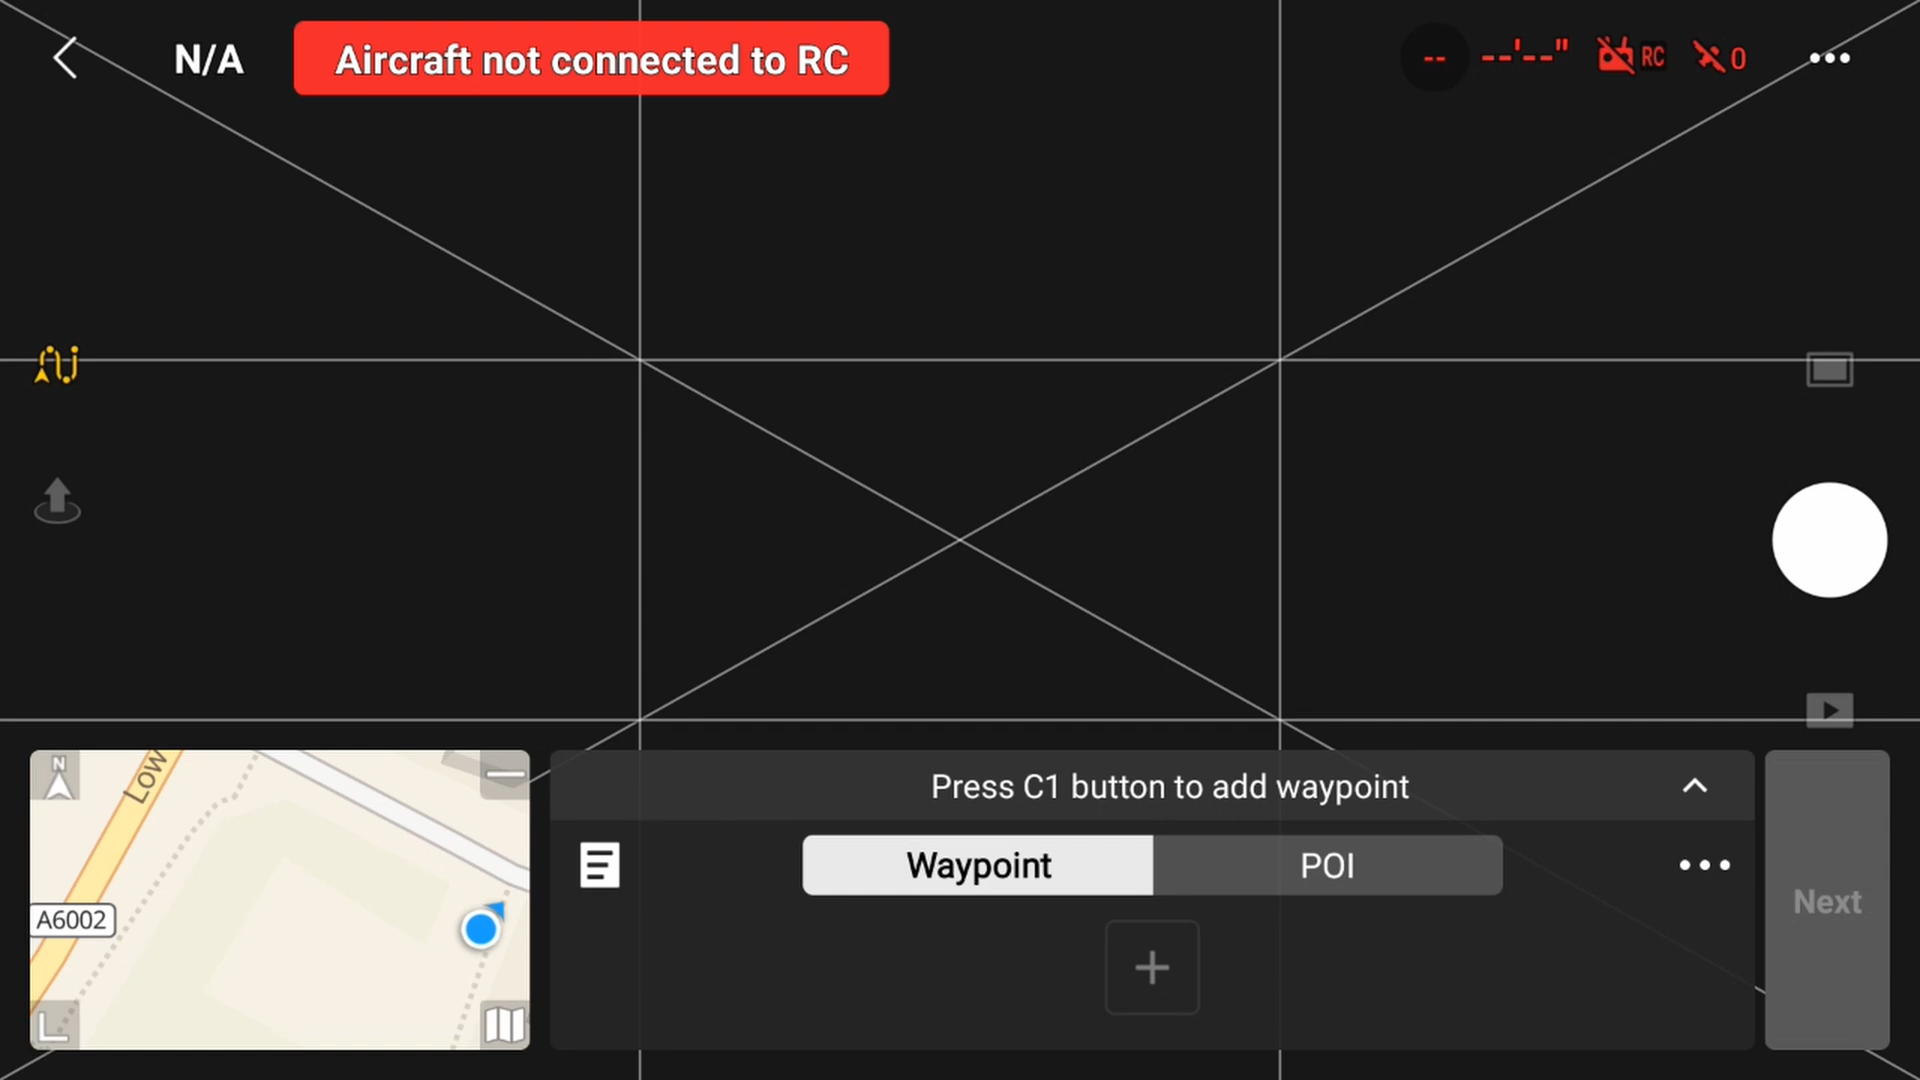 N/A
Aircraft not connected to RC
--
--'--"
RC
0
N
Low
A6002
Press C1 button to add waypoint
Waypoint
POI
Next